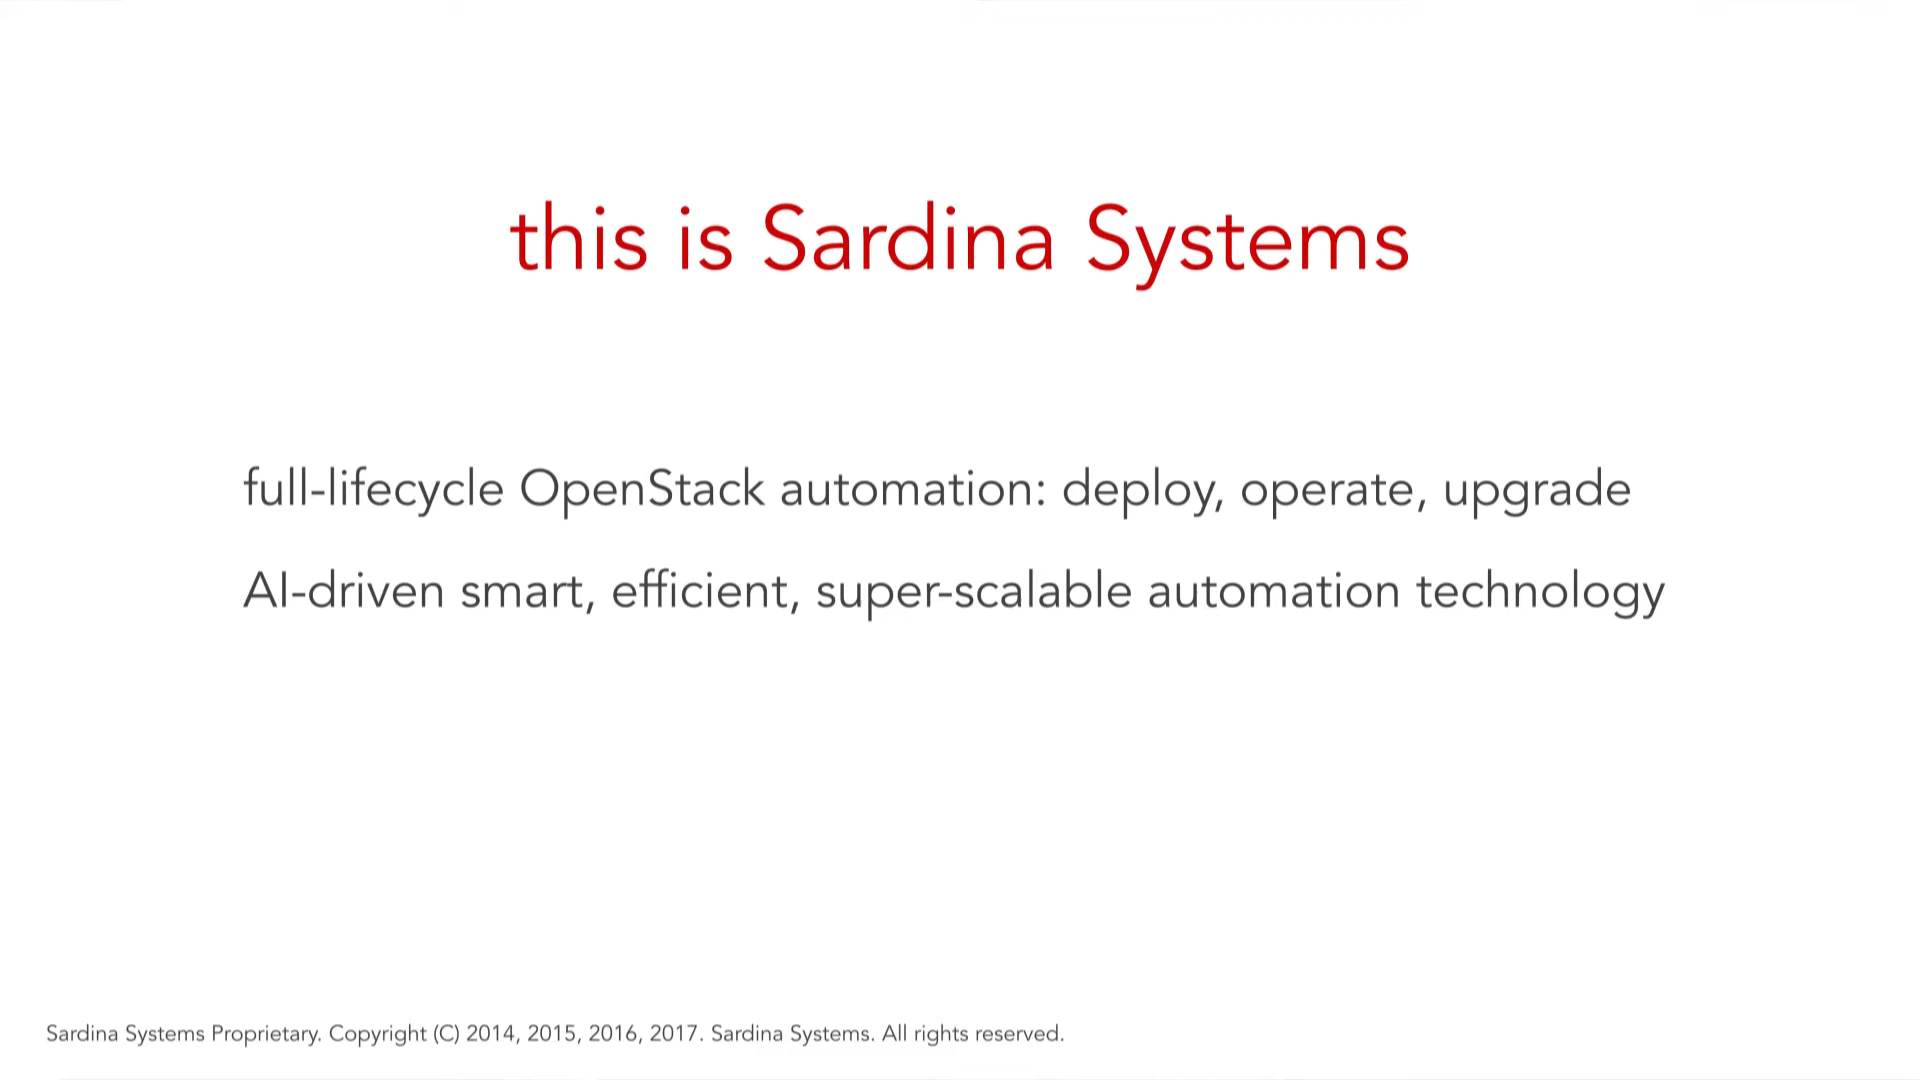 this is Sardina Systems
full-lifecycle OpenStack automation: deploy, operate, upgrade
AI-driven smart, efficient, super-scalable automation technology
Sardina Systems Proprietary. Copyright (C) 2014, 2015, 2016, 2017. Sardina Systems. All rights reserved.